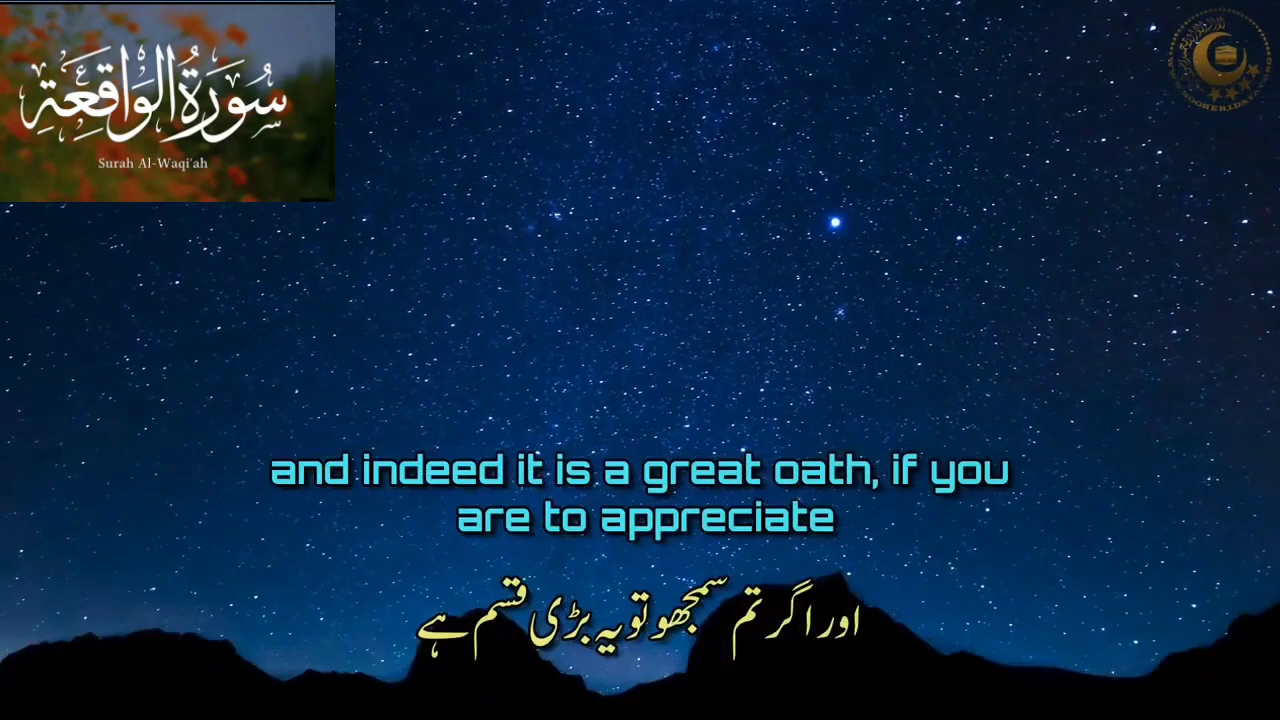 سُورَةُ الْوَاقِعَة
Surah Al-Waqi'ah
and indeed it is a great oath, if you
are to appreciate
اور اگر تم سمجھو تو یہ بڑی قسم ہے